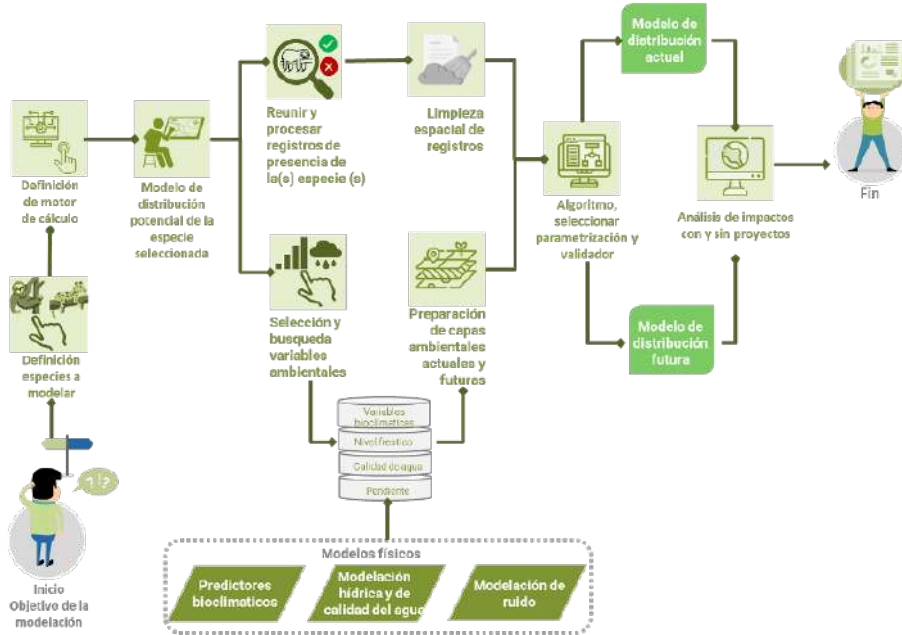 Modelo de
distribución
actual
Reunir y
procesar
registros de
presencia de
la(s) especie (s)
Limpieza
espacial de
registros
Definición
de motor
de cálculo
Modelo de
distribución
potencial de la
especie
seleccionada
Algoritmo,
seleccionar
parametrización y
validador
Análisis de impactos
con y sin proyectos
Fin
Selección y
busqueda
variables
ambientales
Preparación
de capas
ambientales
actuales y
futuras
Modelo de
distribución
futura
Definición
especies a
modelar
Variables
bioclimaticas
Nivel freatico
Calidad de agua
Pendiente
?!?
Inicio
Objetivo de la
modelación
Modelos físicos
Predictores
bioclimaticos
Modelación
hídrica y de
calidad del agua
Modelación de
ruido